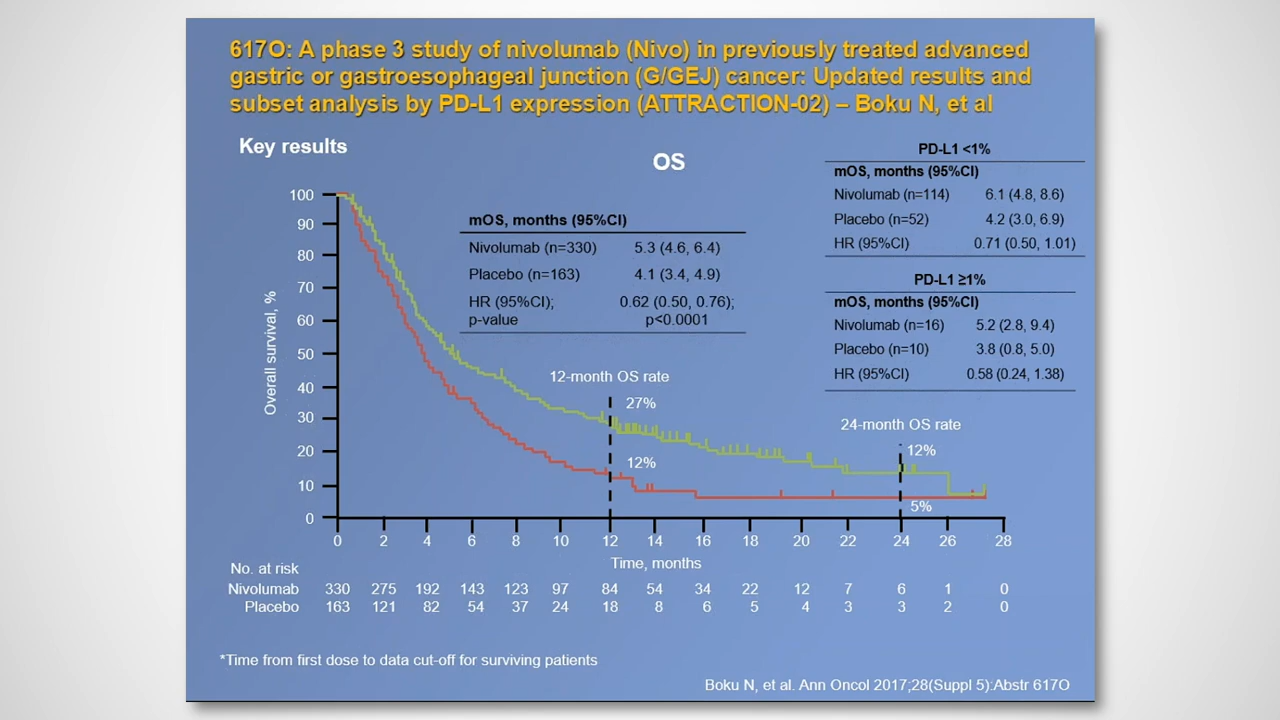 617O: A phase 3 study of nivolumab (Nivo) in previously treated advanced
gastric or gastroesophageal junction (G/GEJ) cancer: Updated results and
subset analysis by PD-L1 expression (ATTRACTION-02) – Boku N, et al
Key results
OS
mOS, months (95%CI)
Nivolumab (n=330) 5.3 (4.6, 6.4)
Placebo (n=163) 4.1 (3.4, 4.9)
HR (95%CI); 0.62 (0.50, 0.76);
p-value p<0.0001
PD-L1 <1%
mOS, months (95%CI)
Nivolumab (n=114) 6.1 (4.8, 8.6)
Placebo (n=52) 4.2 (3.0, 6.9)
HR (95%CI) 0.71 (0.50, 1.01)
PD-L1 ≥1%
mOS, months (95%CI)
Nivolumab (n=16) 5.2 (2.8, 9.4)
Placebo (n=10) 3.8 (0.8, 5.0)
HR (95%CI) 0.58 (0.24, 1.38)
Overall survival, %
100
90
80
70
60
50
40
30
20
10
0
12-month OS rate
27%
12%
24-month OS rate
12%
5%
0 2 4 6 8 10 12 14 16 18 20 22 24 26 28
Time, months
No. at risk
Nivolumab 330 275 192 143 123 97 84 54 34 22 12 7 6 1 0
Placebo 163 121 82 54 37 24 18 8 6 5 4 3 3 2 0
*Time from first dose to data cut-off for surviving patients
Boku N, et al. Ann Oncol 2017;28(Suppl 5):Abstr 617O